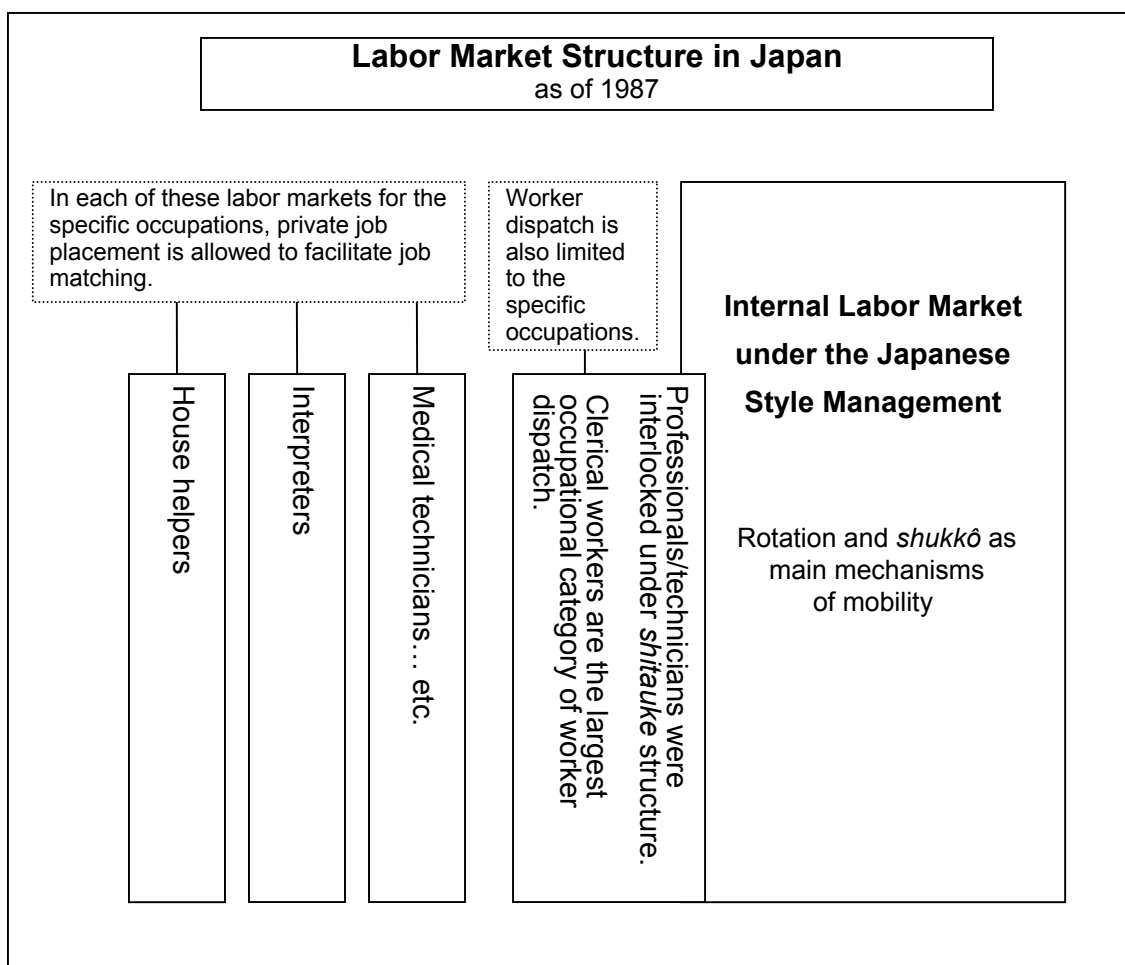 Labor Market Structure in Japan
as of 1987
In each of these labor markets for the
specific occupations, private job
placement is allowed to facilitate job
matching.
Worker
dispatch is
also limited
to the
specific
occupations.
Internal Labor Market
under the Japanese
Style Management
Rotation and shukkô as
main mechanisms
of mobility
House helpers
Interpreters
Medical technicians… etc.
Professionals/technicians were
interlocked under shitauke structure.
Clerical workers are the largest
occupational category of worker
dispatch.